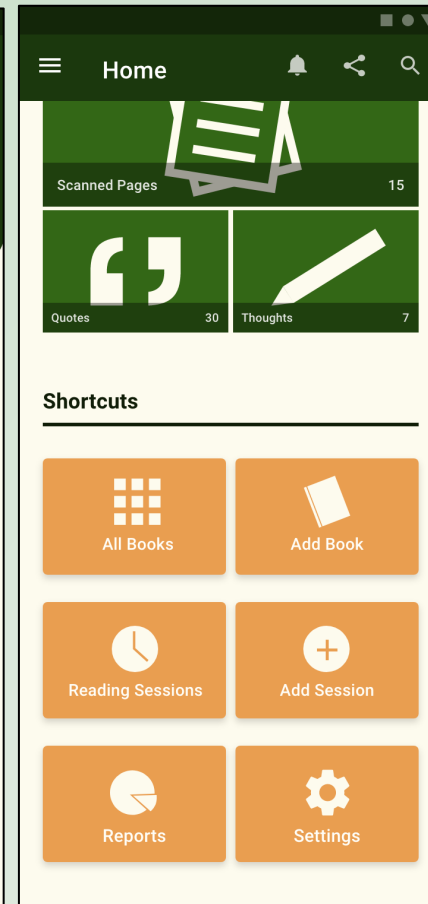 Home
Scanned Pages 15
Quotes 30 Thoughts 7
Shortcuts
All Books Add Book
Reading Sessions Add Session
Reports Settings